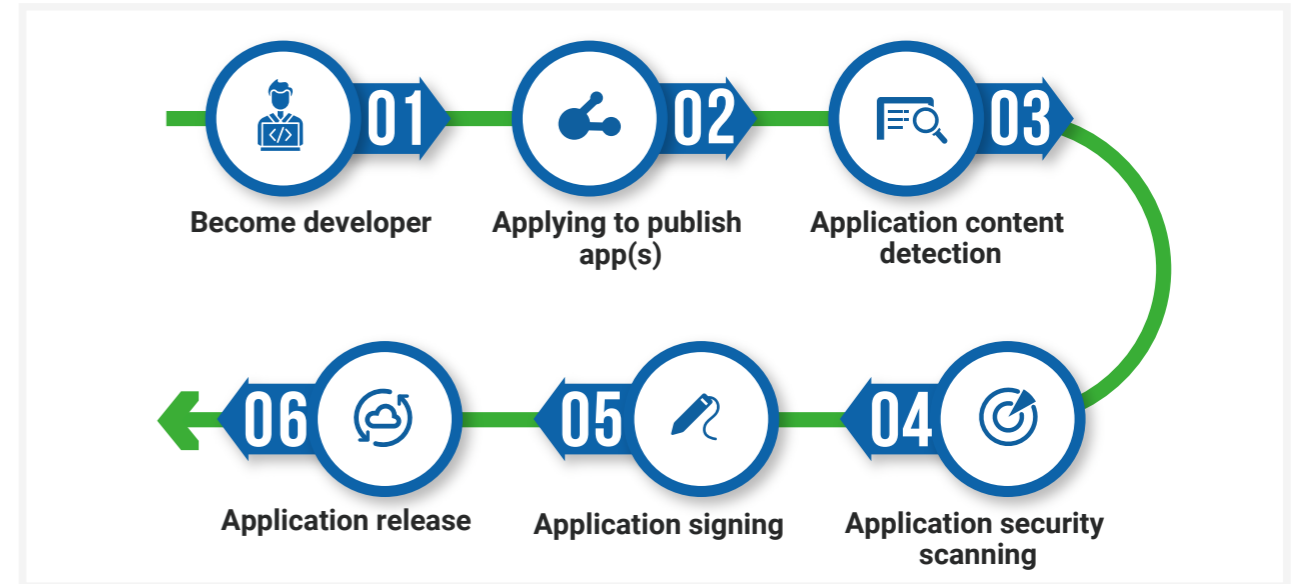 01
Become developer
02
Applying to publish
app(s)
03
Application content
detection
</>
04
Application security
scanning
05
Application signing
06
Application release